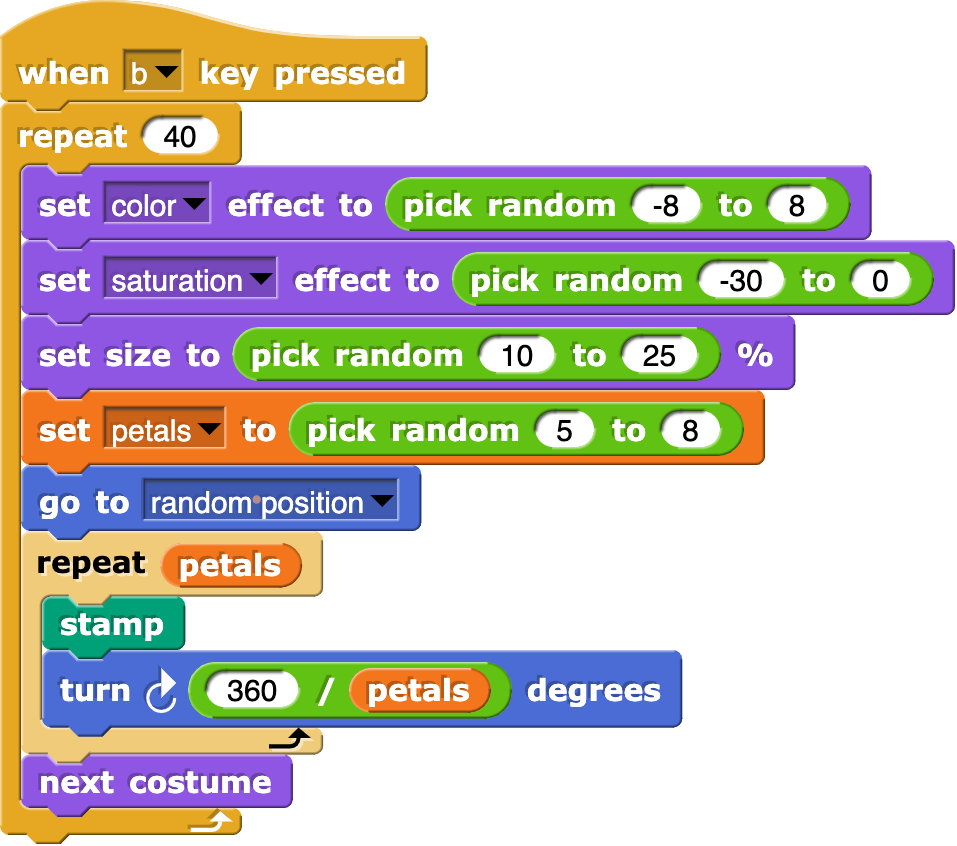 when b key pressed
repeat 40
set color effect to pick random -8 to 8
set saturation effect to pick random -30 to 0
set size to pick random 10 to 25 %
set petals to pick random 5 to 8
go to random position
repeat petals
stamp
turn 360 / petals degrees
next costume